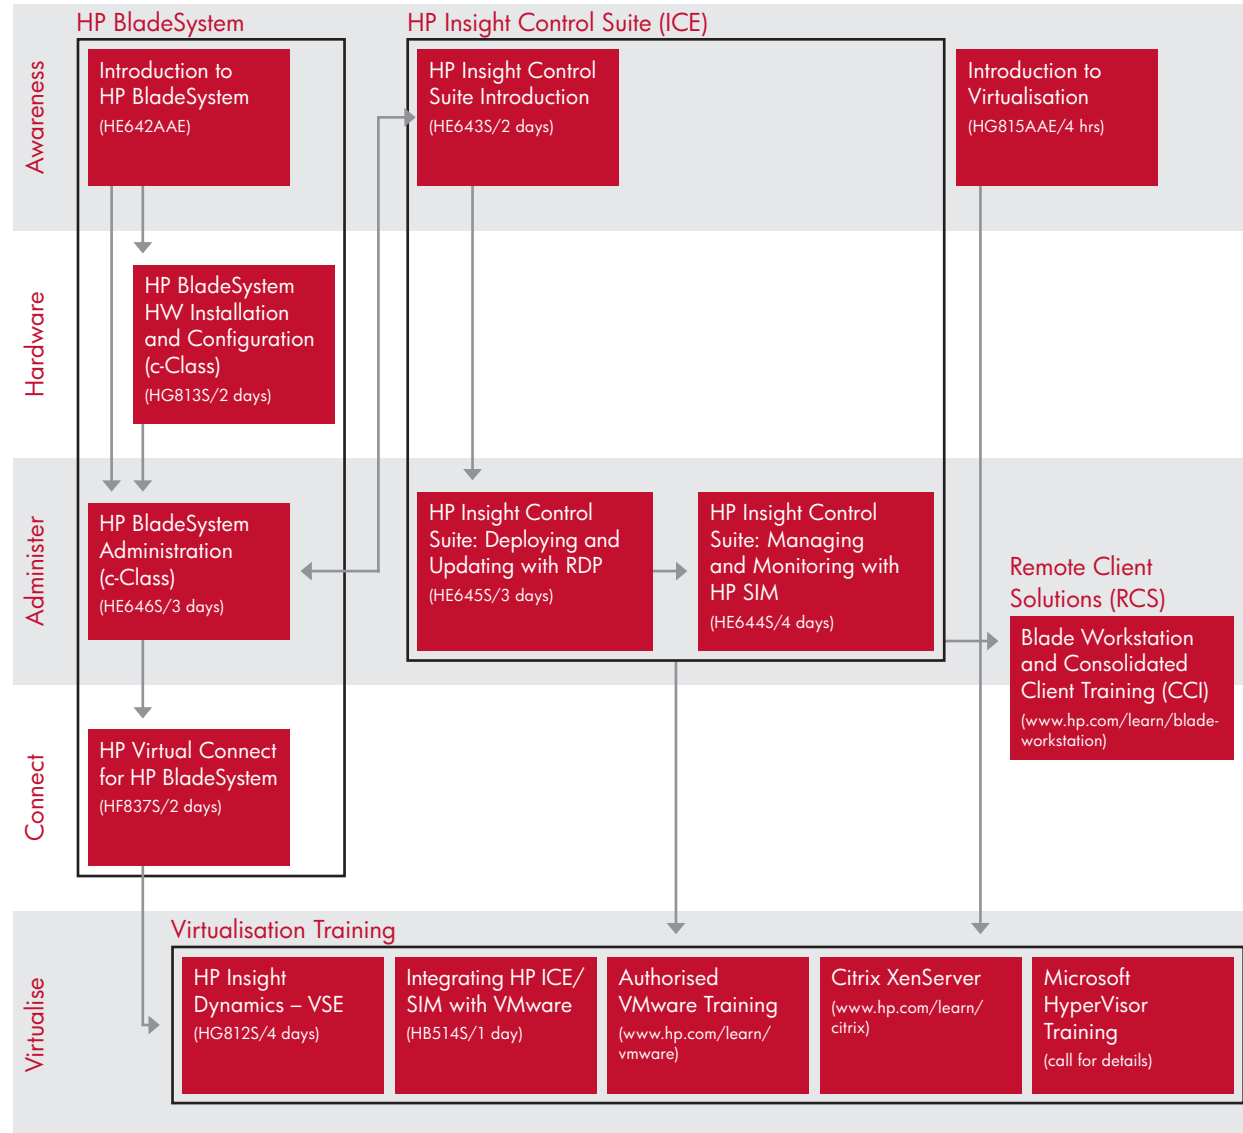 HP BladeSystem
HP Insight Control Suite (ICE)
Awareness
Introduction to
HP BladeSystem
(HE642AAE)
HP Insight Control
Suite Introduction
(HE643S/2 days)
Introduction to
Virtualisation
(HG815AAE/4 hrs)
Hardware
HP BladeSystem
HW Installation
and Configuration
(c-Class)
(HG813S/2 days)
Administer
HP BladeSystem
Administration
(c-Class)
(HE646S/3 days)
HP Insight Control
Suite: Deploying and
Updating with RDP
(HE645S/3 days)
HP Insight Control
Suite: Managing
and Monitoring with
HP SIM
(HE644S/4 days)
Remote Client
Solutions (RCS)
Blade Workstation
and Consolidated
Client Training (CCI)
(www.hp.com/learn/blade-
workstation)
Connect
HP Virtual Connect
for HP BladeSystem
(HF837S/2 days)
Virtualise
Virtualisation Training
HP Insight
Dynamics – VSE
(HG812S/4 days)
Integrating HP ICE/
SIM with VMware
(HB514S/1 day)
Authorised
VMware Training
(www.hp.com/learn/
vmware)
Citrix XenServer
(www.hp.com/learn/
citrix)
Microsoft
HyperVisor
Training
(call for details)